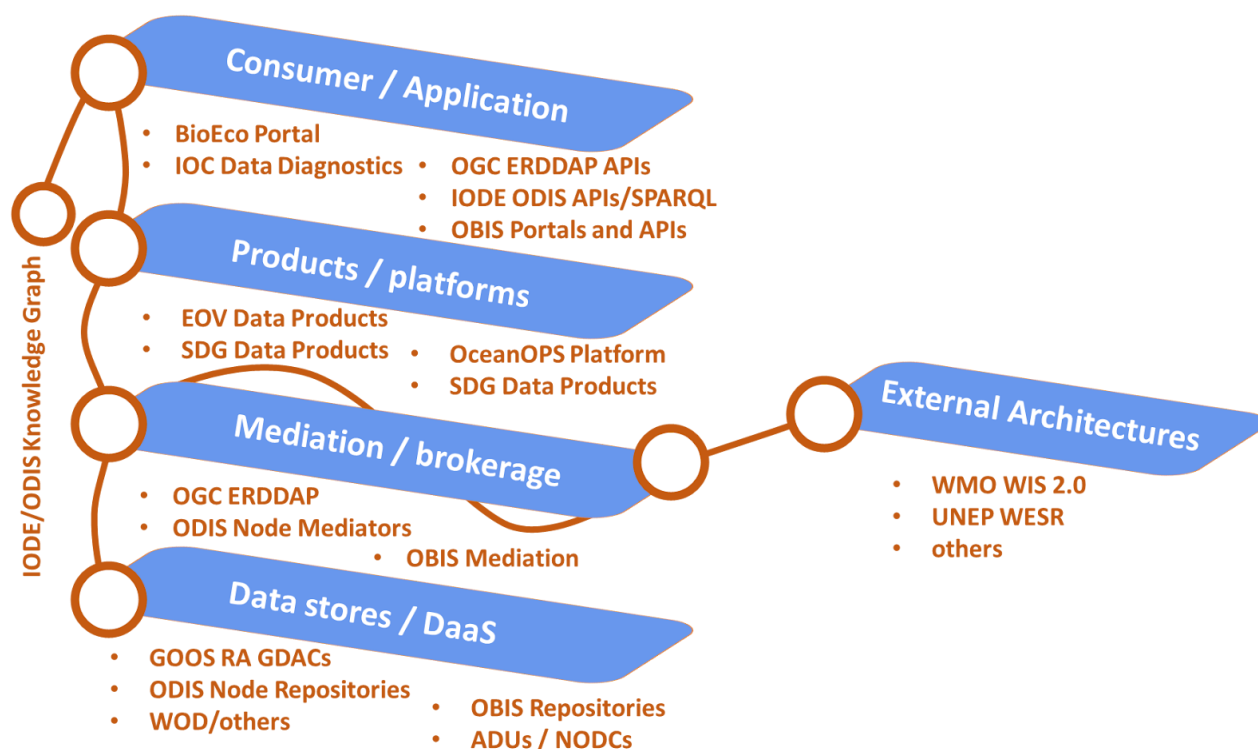 Consumer / Application
• BioEco Portal
• IOC Data Diagnostics
• OGC ERDDAP APIs
• IODE ODIS APIs/SPARQL
• OBIS Portals and APIs
IODE/ODIS Knowledge Graph
Products / platforms
• EOV Data Products
• SDG Data Products
• OceanOPS Platform
• SDG Data Products
Mediation / brokerage
• OGC ERDDAP
• ODIS Node Mediators
• OBIS Mediation
External Architectures
• WMO WIS 2.0
• UNEP WESR
• others
Data stores / DaaS
• GOOS RA GDACs
• ODIS Node Repositories
• WOD/others
• OBIS Repositories
• ADUs / NODCs